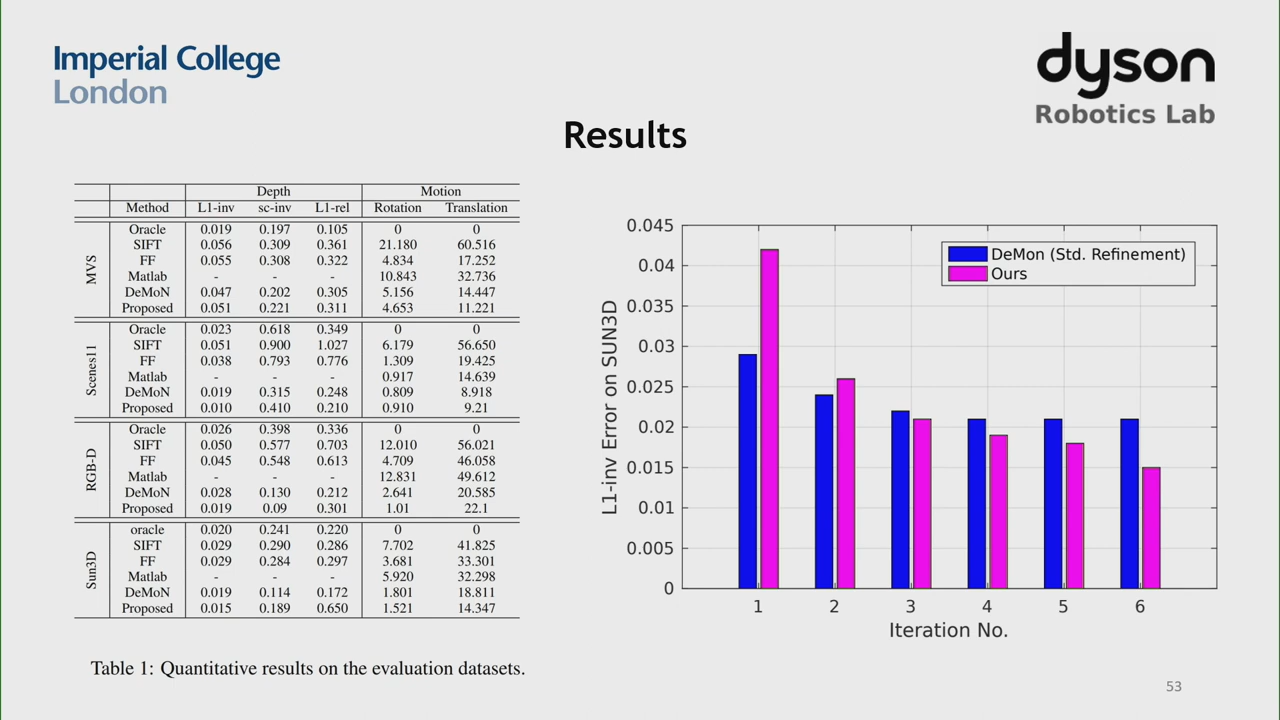 Imperial College
London
dyson
Robotics Lab
Results
Depth Motion
Method L1-inv sc-inv L1-rel Rotation Translation
MVS
Oracle 0.019 0.197 0.105 0 0
SIFT 0.056 0.309 0.361 21.180 60.516
FF 0.055 0.308 0.322 4.834 17.252
Matlab - - - 10.843 32.736
DeMoN 0.047 0.202 0.305 5.156 14.447
Proposed 0.051 0.221 0.311 4.653 11.221
Scenes11
Oracle 0.023 0.618 0.349 0 0
SIFT 0.051 0.900 1.027 6.179 56.650
FF 0.038 0.793 0.776 1.309 19.425
Matlab - - - 0.917 14.639
DeMoN 0.019 0.315 0.248 0.809 8.918
Proposed 0.010 0.410 0.210 0.910 9.21
RGB-D
Oracle 0.026 0.398 0.336 0 0
SIFT 0.050 0.577 0.703 12.010 56.021
FF 0.045 0.548 0.613 4.709 46.058
Matlab - - - 12.831 49.612
DeMoN 0.028 0.130 0.212 2.641 20.585
Proposed 0.019 0.09 0.301 1.01 22.1
Sun3D
oracle 0.020 0.241 0.220 0 0
SIFT 0.029 0.290 0.286 7.702 41.825
FF 0.029 0.284 0.297 3.681 33.301
Matlab - - - 5.920 32.298
DeMoN 0.019 0.114 0.172 1.801 18.811
Proposed 0.015 0.189 0.650 1.521 14.347
Table 1: Quantitative results on the evaluation datasets.
L1-inv Error on SUN3D
0.045
0.04
0.035
0.03
0.025
0.02
0.015
0.01
0.005
0
DeMon (Std. Refinement)
Ours
1 2 3 4 5 6
Iteration No.
53